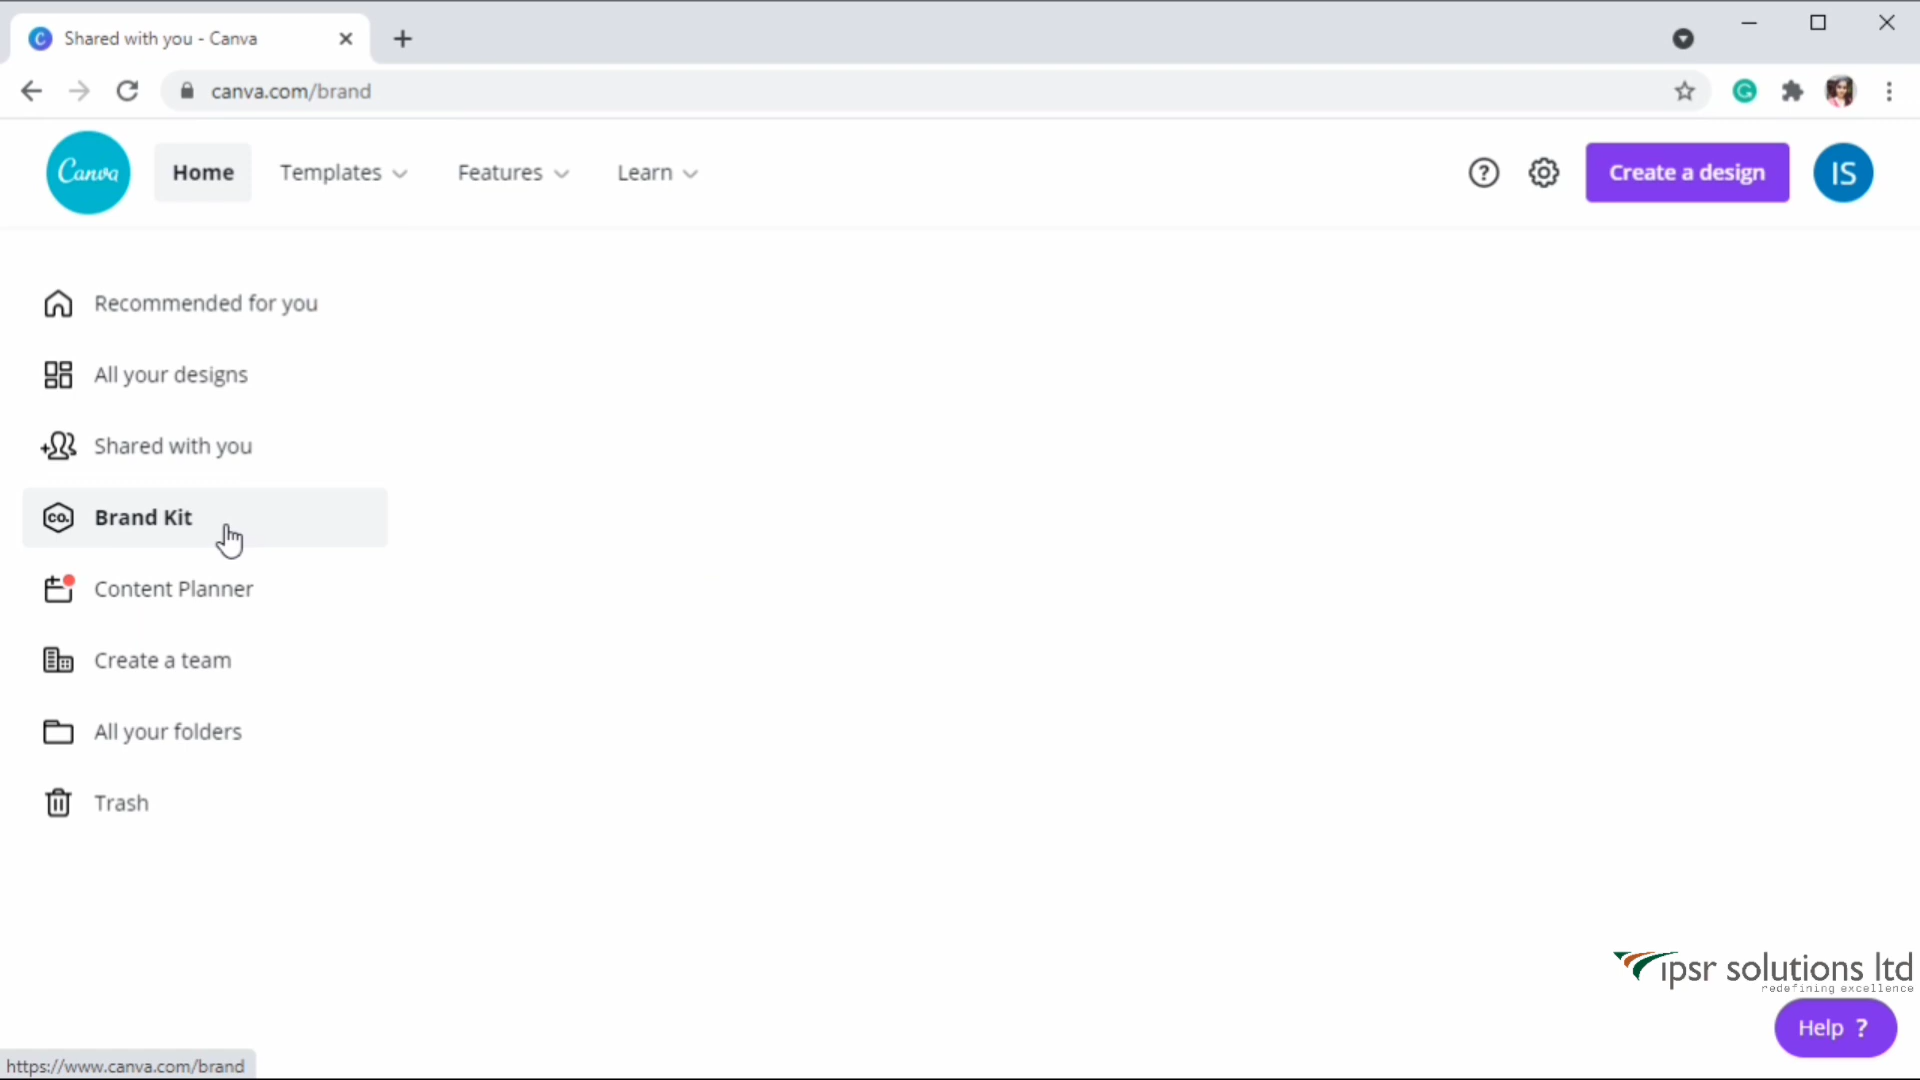 Shared with you - Canva
canva.com/brand
Canva
Home
Templates
Features
Learn
?
Create a design
IS
Recommended for you
All your designs
Shared with you
CO.
Brand Kit
Content Planner
Create a team
All your folders
Trash
ipsr solutions ltd
redefining excellence
Help ?
https://www.canva.com/brand